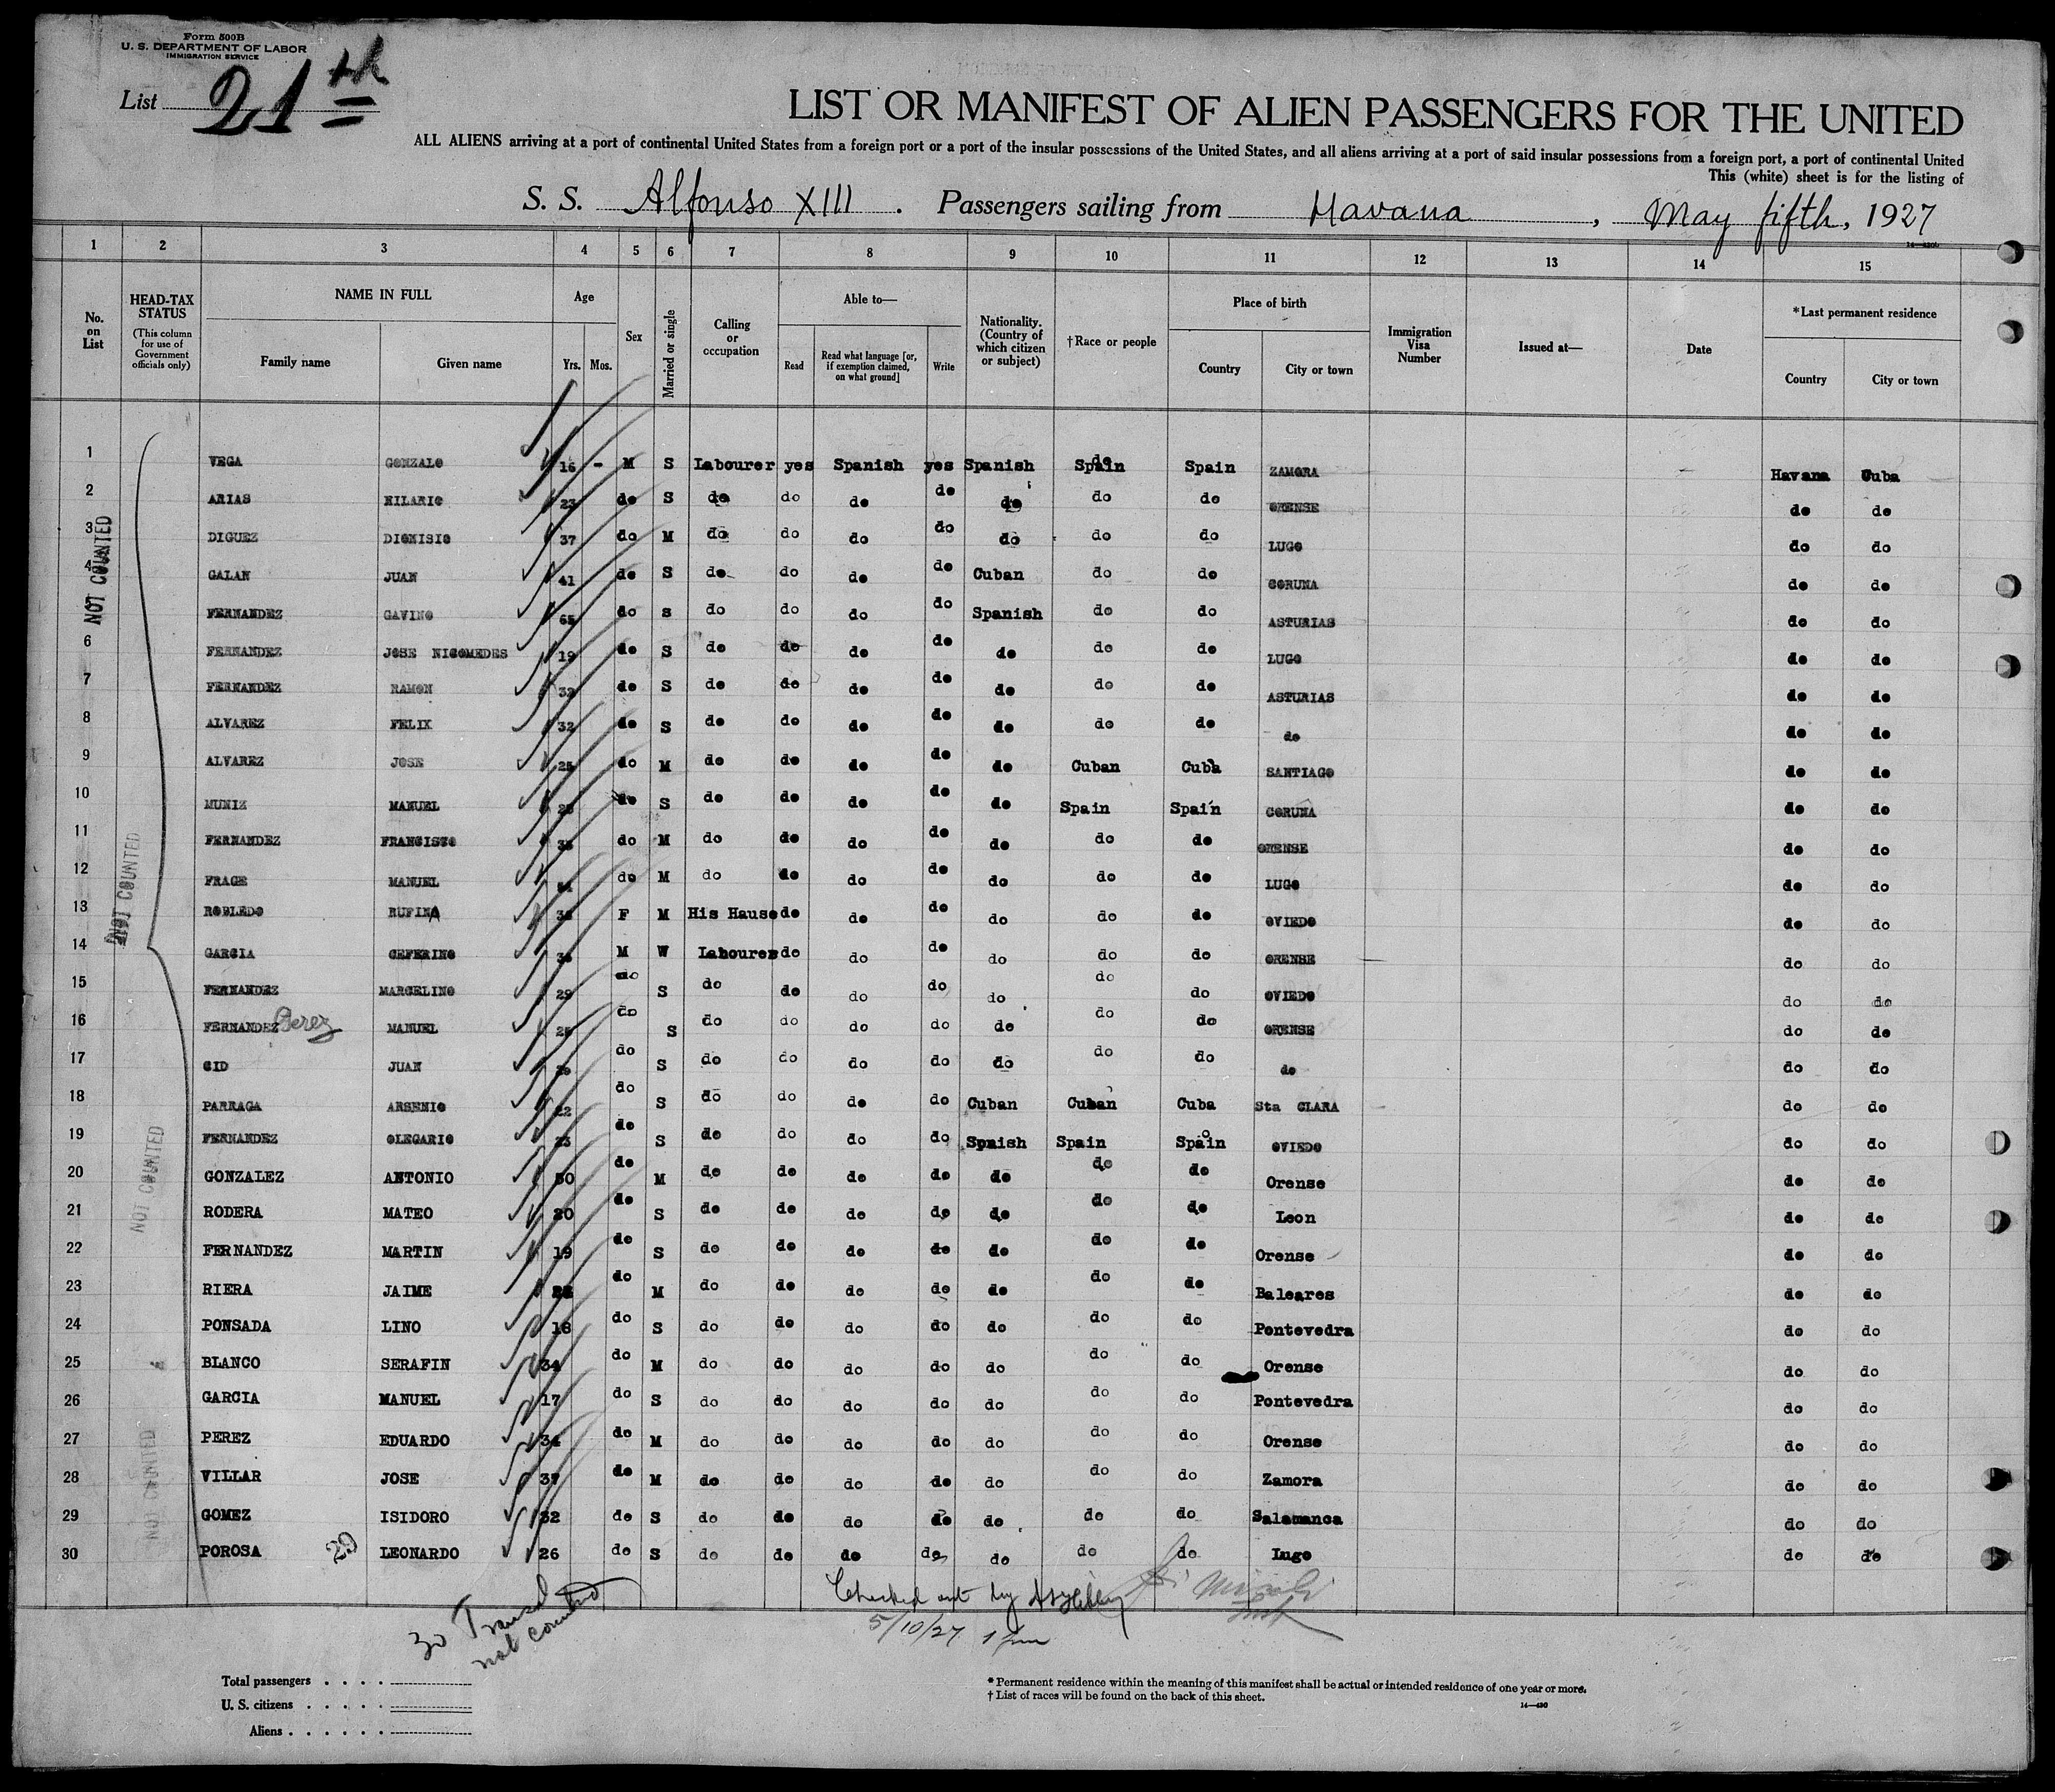 Form 500B
U. S. DEPARTMENT OF LABOR
IMMIGRATION SERVICE
List 21th
LIST OR MANIFEST OF ALIEN PASSENGERS FOR THE UNITED
ALL ALIENS arriving at a port of continental United States from a foreign port or a port of the insular possessions of the United States, and all aliens arriving at a port of said insular possessions from a foreign port, a port of continental United
This (white) sheet is for the listing of
S. S. Alfonso XIII . Passengers sailing from Havana , May fifth, 1927
1 2 3 4 5 6 7 8 9 10 11 12 13 14 15
No. on List HEAD-TAX STATUS (This column for use of Government officials only) NAME IN FULL Family name Given name Age Yrs. Mos. Sex Married or single Calling or occupation Able to— Read Read what language [or, if exemption claimed, on what ground] Write Nationality. (Country of which citizen or subject) †Race or people Place of birth Country City or town Immigration Visa Number Issued at— Date *Last permanent residence Country City or town
1 VEGA GONZALO 16 - M S Labourer yes Spanish yes Spanish Spain Spain ZAMORA Havana Cuba
2 ARIAS HILARIO 23 do S do do do do do do do ORENSE do do
3 DIGUEZ DIONISIO 37 do M do do do do do do do LUGO do do
4 GALAN JUAN 41 do S do do do do Cuban do do CORUNA do do
FERNANDEZ GAVINO 65 do S do do do do Spanish do do ASTURIAS do do
6 FERNANDEZ JOSE NICOMEDES 19 do S do do do do do do do LUGO do do
7 FERNANDEZ RAMON 32 do S do do do do do do do ASTURIAS do do
8 ALVAREZ FELIX 32 do S do do do do do do do do do do
9 ALVAREZ JOSE 25 do M do do do do do Cuban Cuba SANTIAGO do do
10 MUNIZ MANUEL do S do do do do do Spain Spain CORUNA do do
11 FERNANDEZ FRANCISCO do M do do do do do do do ORENSE do do
12 FRAGE MANUEL do M do do do do do do do LUGO do do
13 ROBLEDO RUFINA F M His Hause do do do do do do OVIEDO do do
14 GARCIA CEFERINO M W Labourer do do do do do do ORENSE do do
15 FERNANDEZ MARCELINO 29 do S do do do do do do do OVIEDO do do
16 FERNANDEZ Perez MANUEL 25 do S do do do do do do do ORENSE do do
17 CID JUAN do S do do do do do do do do do do
18 PARRAGA ARSENIO 22 do S do do do do Cuban Cuban Cuba Sta CLARA do do
19 FERNANDEZ OLEGARIO 23 do S do do do do Spnish Spain Spain OVIEDO do do
20 GONZALEZ ANTONIO 30 do M do do do do do do do Orense do do
21 RODERA MATEO 20 do S do do do do do do do Leon do do
22 FERNANDEZ MARTIN 19 do S do do do do do do do Orense do do
23 RIERA JAIME do M do do do do do do do Baleares do do
24 PONSADA LINO 18 do S do do do do do do do Pontevedra do do
25 BLANCO SERAFIN 34 do M do do do do do do do Orense do do
26 GARCIA MANUEL 17 do S do do do do do do do Pontevedra do do
27 PEREZ EDUARDO 34 do M do do do do do do do Orense do do
28 VILLAR JOSE 37 do M do do do do do do do Zamora do do
29 GOMEZ ISIDORO 32 do S do do do do do do do Salamanca do do
30 POROSA 29 LEONARDO 26 do S do do do do do do do Lugo do do
NOT COUNTED
NOT COUNTED
NOT COUNTED
NOT COUNTED
Checked out by
5/10/27 1 pm
30 Transl
not counted
Total passengers . . . .
U. S. citizens . . . . .
Aliens . . . . . .
* Permanent residence within the meaning of this manifest shall be actual or intended residence of one year or more.
† List of races will be found on the back of this sheet.
14—430